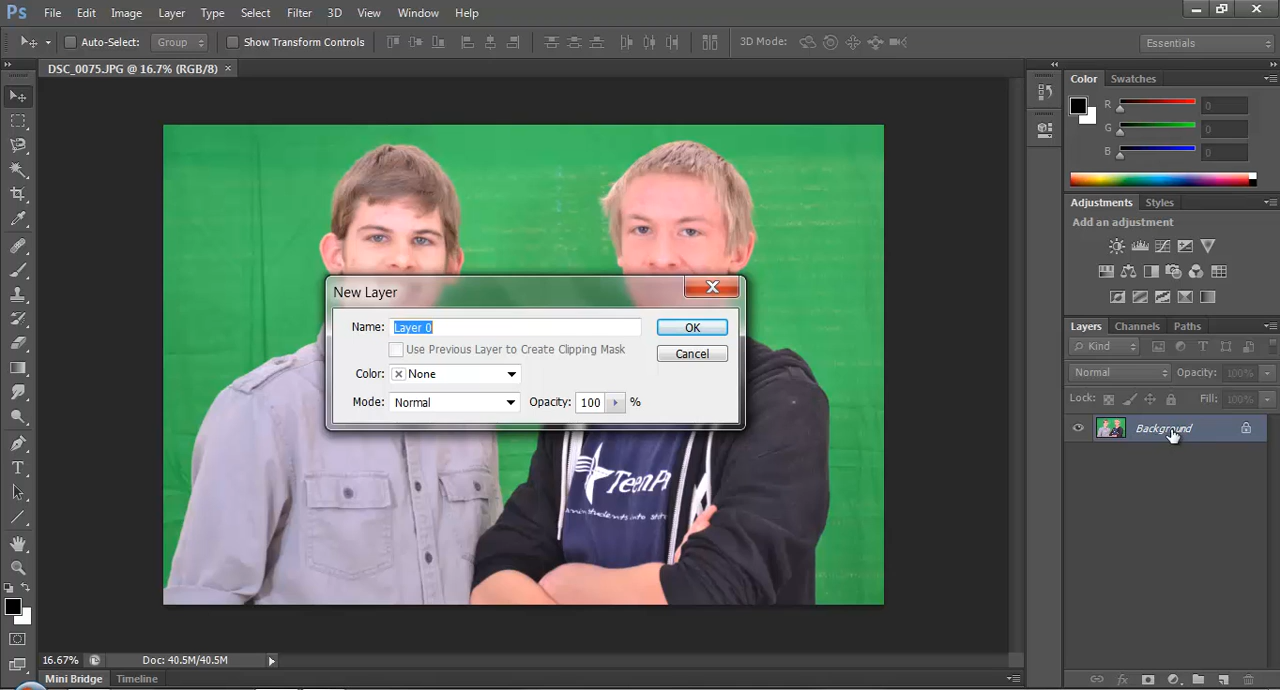 Ps File Edit Image Layer Type Select Filter 3D View Window Help
Auto-Select: Group Show Transform Controls 3D Mode: Essentials
DSC_0075.JPG @ 16.7% (RGB/8) ×
Color Swatches
R 0
G 0
B 0
Adjustments Styles
Add an adjustment
New Layer
Name: Layer 0 OK
Use Previous Layer to Create Clipping Mask
Cancel
Color: None
Mode: Normal Opacity: 100 %
Layers Channels Paths
Kind T
Normal Opacity: 100%
Lock: Fill: 100%
Background
TeenP
T
fx
16.67% Doc: 40.5M/40.5M
Mini Bridge Timeline